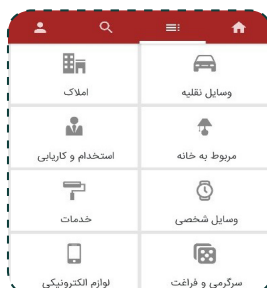 وسایل نقلیه
املاک
مربوط به خانه
استخدام و کاریابی
وسایل شخصی
خدمات
سرگرمی و فراغت
لوازم الکترونیکی